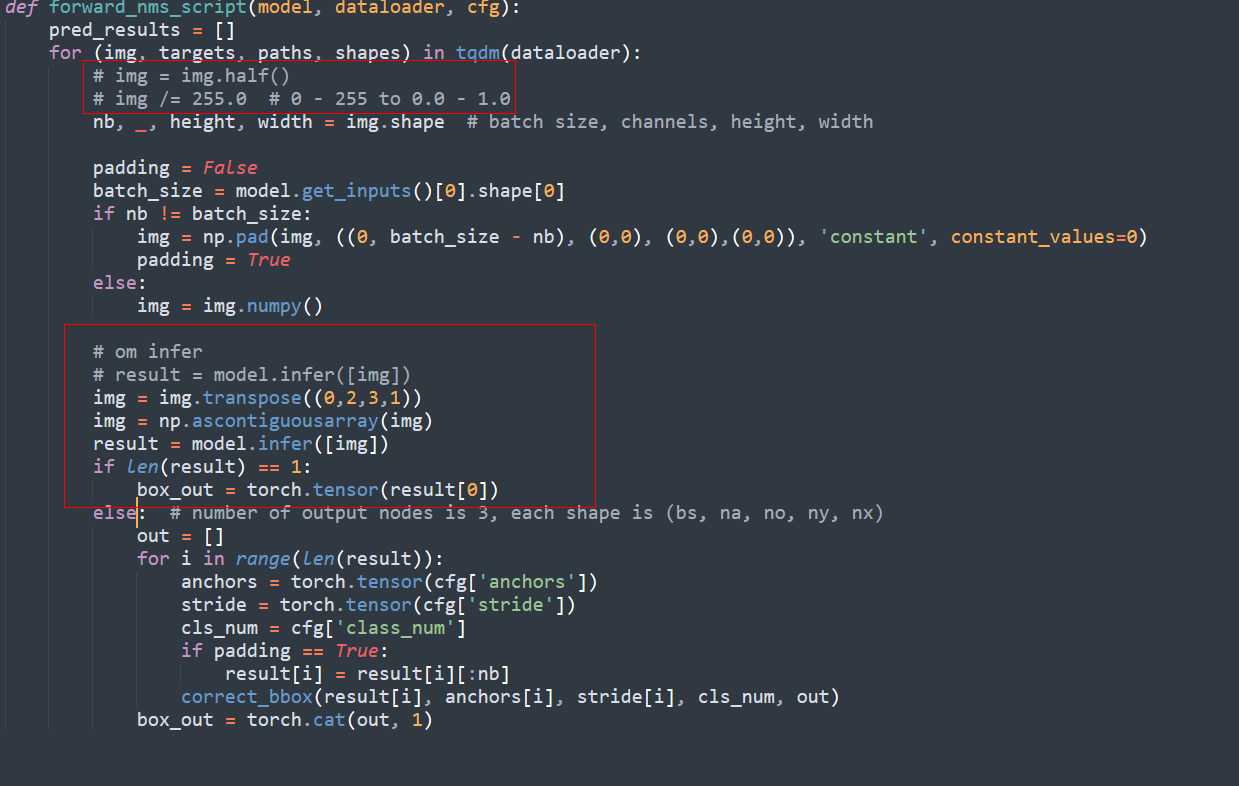 def forward_nms_script(model, dataloader, cfg):
    pred_results = []
    for (img, targets, paths, shapes) in tqdm(dataloader):
        # img = img.half()
        # img /= 255.0  # 0 - 255 to 0.0 - 1.0
        nb, _, height, width = img.shape  # batch size, channels, height, width

        padding = False
        batch_size = model.get_inputs()[0].shape[0]
        if nb != batch_size:
            img = np.pad(img, ((0, batch_size - nb), (0,0), (0,0),(0,0)), 'constant', constant_values=0)
            padding = True
        else:
            img = img.numpy()

        # om infer
        # result = model.infer([img])
        img = img.transpose((0,2,3,1))
        img = np.ascontiguousarray(img)
        result = model.infer([img])
        if len(result) == 1:
            box_out = torch.tensor(result[0])
        else:  # number of output nodes is 3, each shape is (bs, na, no, ny, nx)
            out = []
            for i in range(len(result)):
                anchors = torch.tensor(cfg['anchors'])
                stride = torch.tensor(cfg['stride'])
                cls_num = cfg['class_num']
                if padding == True:
                    result[i] = result[i][:nb]
                correct_bbox(result[i], anchors[i], stride[i], cls_num, out)
            box_out = torch.cat(out, 1)